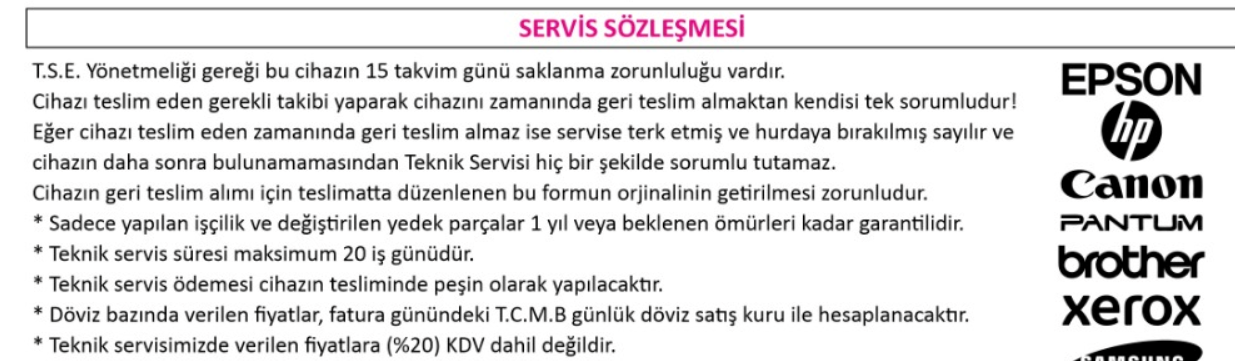 SERVİS SÖZLEŞMESİ
T.S.E. Yönetmeliği gereği bu cihazın 15 takvim günü saklanma zorunluluğu vardır.
Cihazı teslim eden gerekli takibi yaparak cihazını zamanında geri teslim almaktan kendisi tek sorumludur!
Eğer cihazı teslim eden zamanında geri teslim almaz ise servise terk etmiş ve hurdaya bırakılmış sayılır ve
cihazın daha sonra bulunamamasından Teknik Servisi hiç bir şekilde sorumlu tutamaz.
Cihazın geri teslim alımı için teslimatta düzenlenen bu formun orjinalinin getirilmesi zorunludur.
* Sadece yapılan işçilik ve değiştirilen yedek parçalar 1 yıl veya beklenen ömürleri kadar garantilidir.
* Teknik servis süresi maksimum 20 iş günüdür.
* Teknik servis ödemesi cihazın tesliminde peşin olarak yapılacaktır.
* Döviz bazında verilen fiyatlar, fatura günündeki T.C.M.B günlük döviz satış kuru ile hesaplanacaktır.
* Teknik servisimizde verilen fiyatlara (%20) KDV dahil değildir.
EPSON
hp
Canon
PANTUM
brother
xerox
SAMSUNG